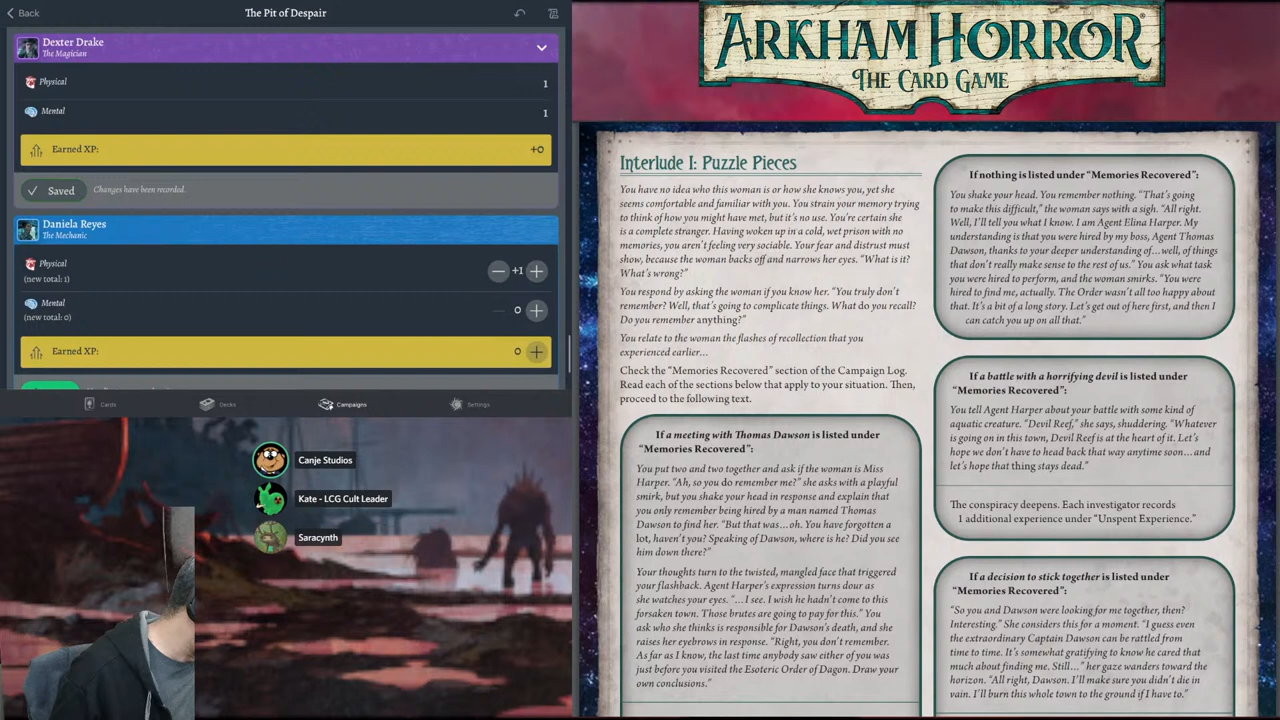 Back
The Pit of Despair
Dexter Drake
The Magician
Physical
1
Mental
1
Earned XP:
+0
Saved
Changes have been recorded.
Daniela Reyes
The Mechanic
Physical
(new total: 1)
+1
Mental
(new total: 0)
0
Earned XP:
0
Cards
Decks
Campaigns
Settings
Canje Studios
Kate - LCG Cult Leader
Saracynth
ARKHAM HORROR
THE CARD GAME
Interlude I: Puzzle Pieces
You have no idea who this woman is or how she knows you, yet she
seems comfortable and familiar with you. You strain your memory trying
to think of how you might have met, but it's no use. You're certain she
is a complete stranger. Having woken up in a cold, wet prison with no
memories, you aren't feeling very sociable. Your fear and distrust must
show, because the woman backs off and narrows her eyes. "What is it?
What's wrong?"
You respond by asking the woman if you know her. "You truly don't
remember? Well, that's going to complicate things. What do you recall?
Do you remember anything?"
You relate to the woman the flashes of recollection that you
experienced earlier…
Check the "Memories Recovered" section of the Campaign Log.
Read each of the sections below that apply to your situation. Then,
proceed to the following text.
If a meeting with Thomas Dawson is listed under
"Memories Recovered":
You put two and two together and ask if the woman is Miss
Harper. "Ah, so you do remember me?" she asks with a playful
smirk, but you shake your head in response and explain that
you only remember being hired by a man named Thomas
Dawson to find her. "But that was…oh. You have forgotten a
lot, haven't you? Speaking of Dawson, where is he? Did you see
him down there?"
Your thoughts turn to the twisted, mangled face that triggered
your flashback. Agent Harper's expression turns dour as
she watches your eyes. "…I see. I wish he hadn't come to this
forsaken town. Those brutes are going to pay for this." You
ask who she thinks is responsible for Dawson's death, and she
raises her eyebrows in response. "Right, you don't remember.
As far as I know, the last time anybody saw either of you was
just before you visited the Esoteric Order of Dagon. Draw your
own conclusions."
If nothing is listed under "Memories Recovered":
You shake your head. You remember nothing. "That's going
to make this difficult," the woman says with a sigh. "All right.
Well, I'll tell you what I know. I am Agent Elina Harper. My
understanding is that you were hired by my boss, Agent Thomas
Dawson, thanks to your deeper understanding of…well, of things
that don't really make sense to the rest of us." You ask what task
you were hired to perform, and the woman smirks. "You were
hired to find me, actually. The Order wasn't all too happy about
that. It's a bit of a long story. Let's get out of here first, and then I
can catch you up on all that."
If a battle with a horrifying devil is listed under
"Memories Recovered":
You tell Agent Harper about your battle with some kind of
aquatic creature. "Devil Reef," she says, shuddering. "Whatever
is going on in this town, Devil Reef is at the heart of it. Let's
hope we don't have to head back that way anytime soon…and
let's hope that thing stays dead."
The conspiracy deepens. Each investigator records
1 additional experience under "Unspent Experience."
If a decision to stick together is listed under
"Memories Recovered":
"So you and Dawson were looking for me together, then?
Interesting." She considers this for a moment. "I guess even
the extraordinary Captain Dawson can be rattled from
time to time. It's somewhat gratifying to know he cared that
much about finding me. Still…" her gaze wanders toward the
horizon. "All right, Dawson. I'll make sure you didn't die in
vain. I'll burn this whole town to the ground if I have to."